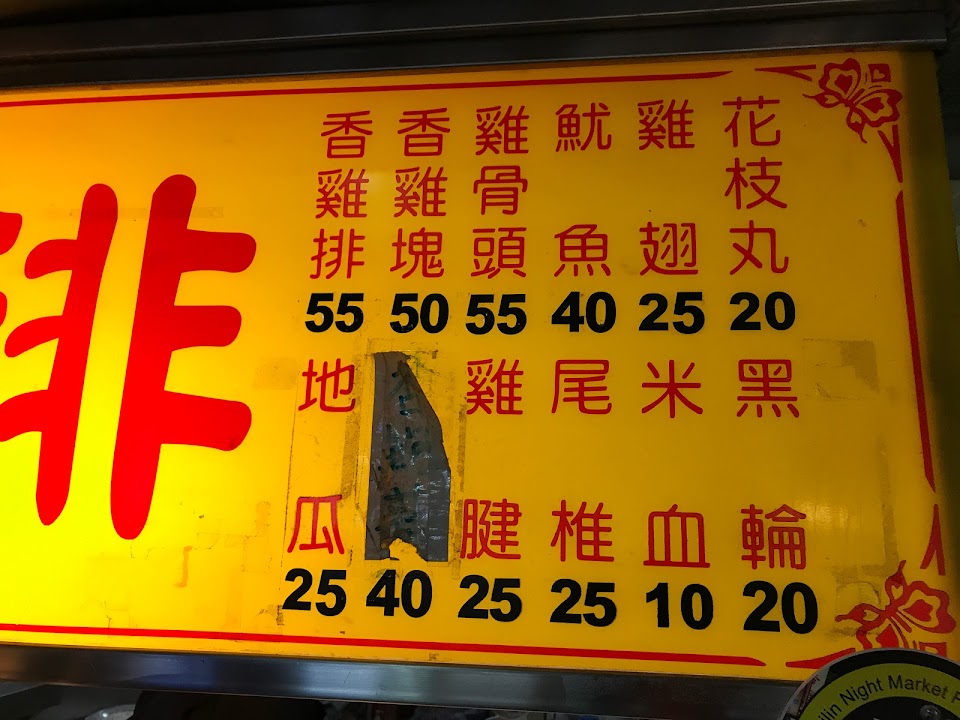 排
花枝丸
20
雞翅
25
魷魚
40
雞骨頭
55
香雞塊
50
香雞排
55
黑輪
20
米血
10
尾椎
25
雞腱
25
40
地瓜
25
Night Market